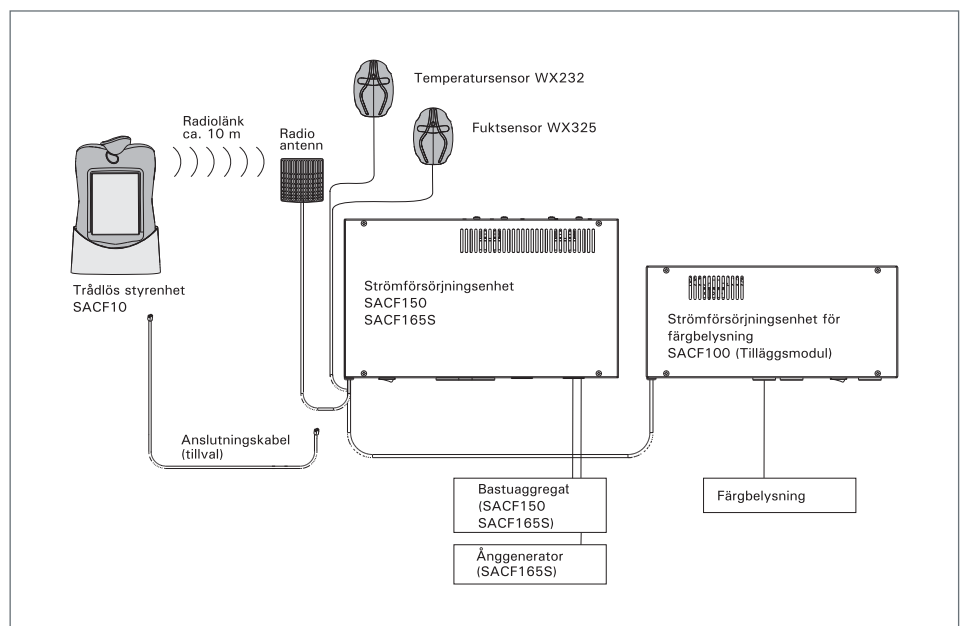 Temperatursensor WX232
Fuktsensor WX325
Radiolänk
ca. 10 m
Radio
antenn
Trådlös styrenhet
SACF10
Strömförsörjningsenhet
SACF150
SACF165S
Strömförsörjningsenhet för
färgbelysning
SACF100 (Tilläggsmodul)
Anslutningskabel
(tillval)
Bastuaggregat
(SACF150
SACF165S)
Färgbelysning
Ånggenerator
(SACF165S)